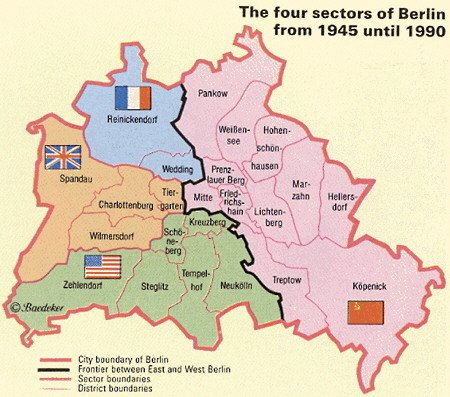 The four sectors of Berlin
from 1945 until 1990
Pankow
Reinickendorf
Weißen-
see
Hohen-
schön-
hausen
Wedding
Prenz-
lauer Berg
Spandau
Tier-
garten
Mitte
Fried-
richs-
hain
Mar-
zahn
Hellers-
dorf
Charlottenburg
Lichten-
berg
Kreuzberg
Wilmersdorf
Schö-
ne-
berg
Zehlendorf
Steglitz
Tempel-
hof
Neukölln
Treptow
Köpenick
© Baedeker
City boundary of Berlin
Frontier between East and West Berlin
Sector boundaries
District boundaries